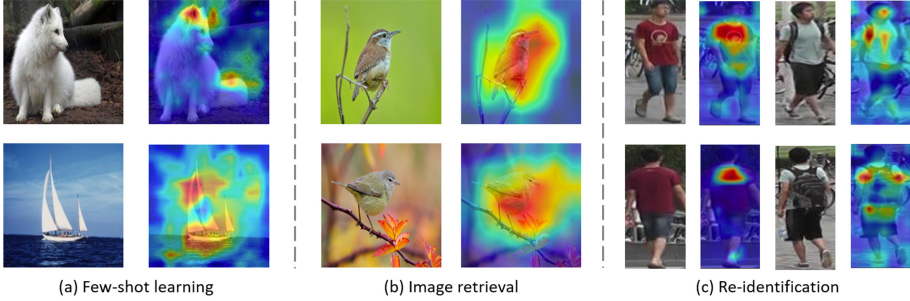 (a) Few-shot learning
(b) Image retrieval
(c) Re-identification